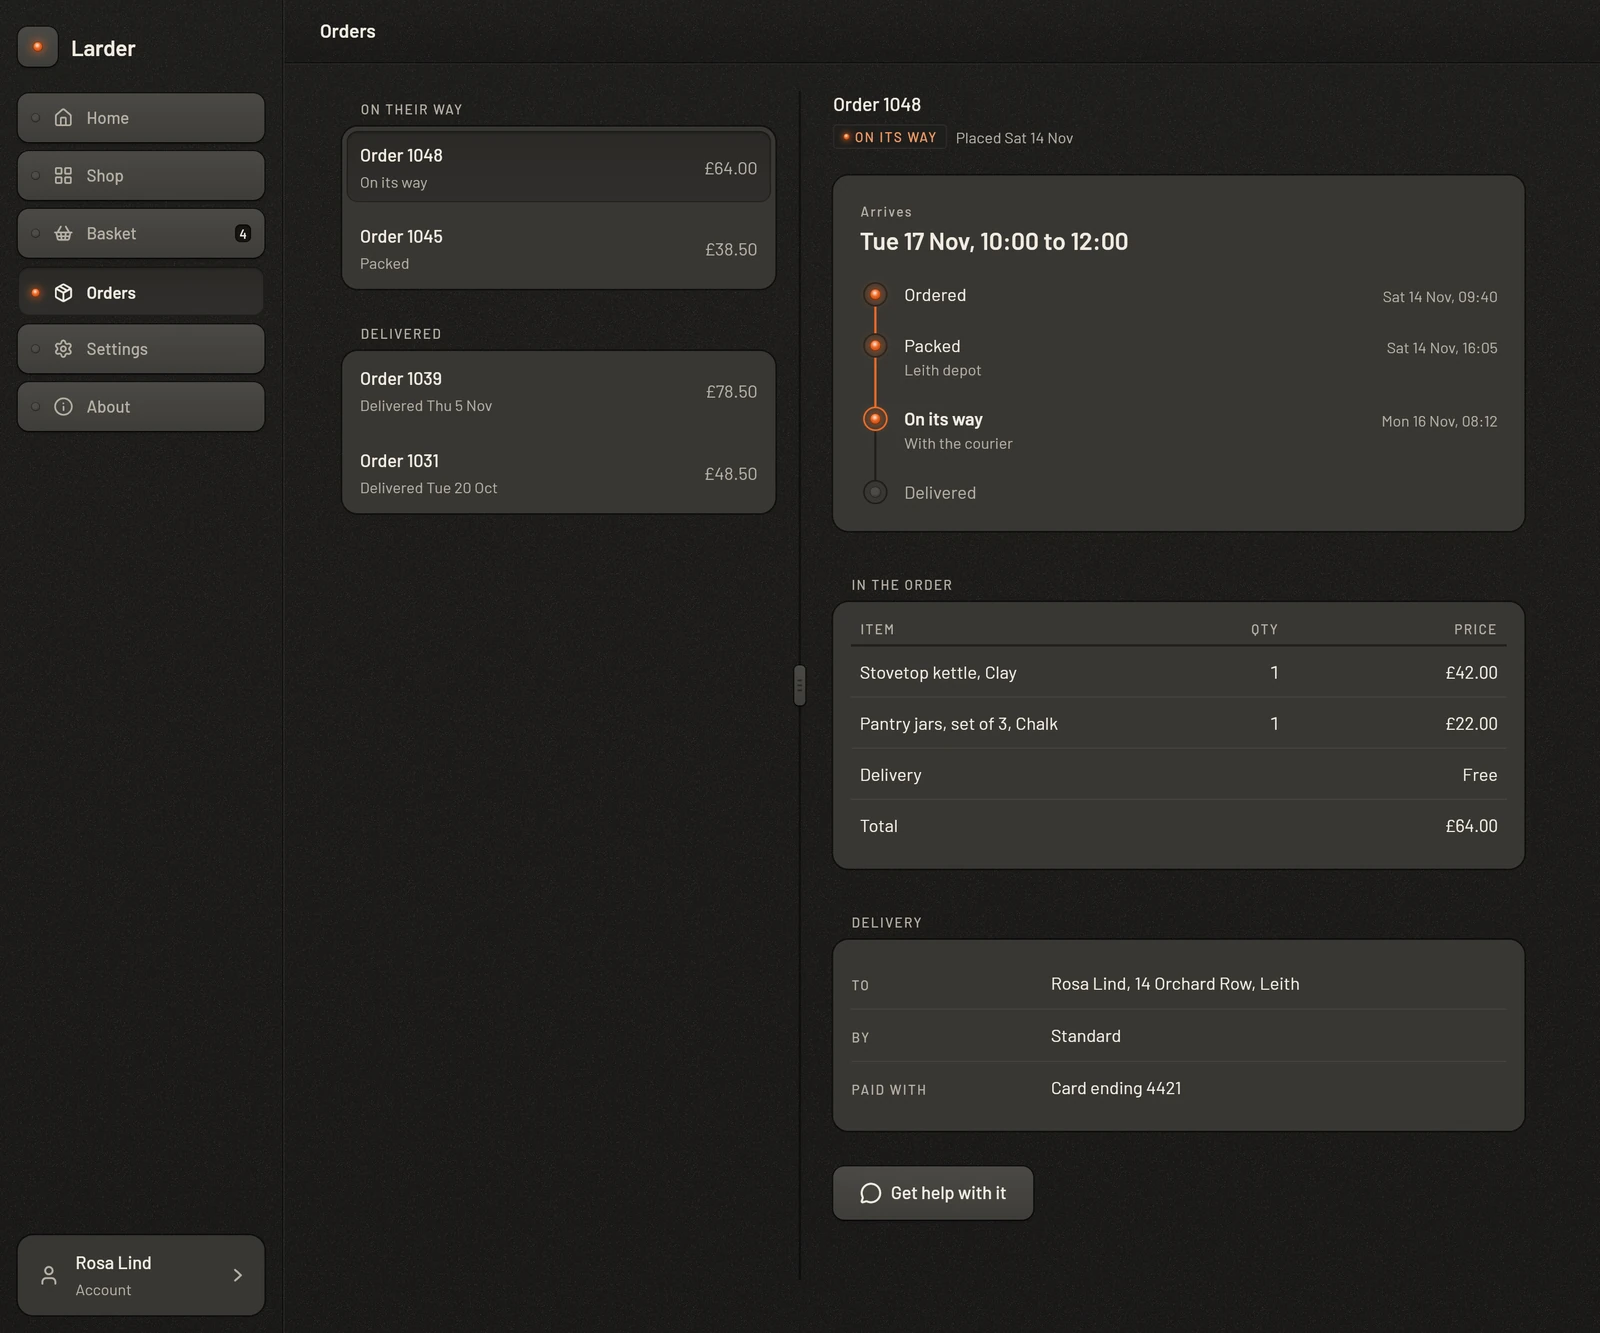 Larder
Home
Shop
Basket 4
Orders
Settings
About
Rosa Lind
Account
Orders
ON THEIR WAY
Order 1048
On its way
£64.00
Order 1045
Packed
£38.50
DELIVERED
Order 1039
Delivered Thu 5 Nov
£78.50
Order 1031
Delivered Tue 20 Oct
£48.50
Order 1048
ON ITS WAY Placed Sat 14 Nov
Arrives
Tue 17 Nov, 10:00 to 12:00
Ordered Sat 14 Nov, 09:40
Packed Sat 14 Nov, 16:05
Leith depot
On its way Mon 16 Nov, 08:12
With the courier
Delivered
IN THE ORDER
ITEM QTY PRICE
Stovetop kettle, Clay 1 £42.00
Pantry jars, set of 3, Chalk 1 £22.00
Delivery Free
Total £64.00
DELIVERY
TO Rosa Lind, 14 Orchard Row, Leith
BY Standard
PAID WITH Card ending 4421
Get help with it